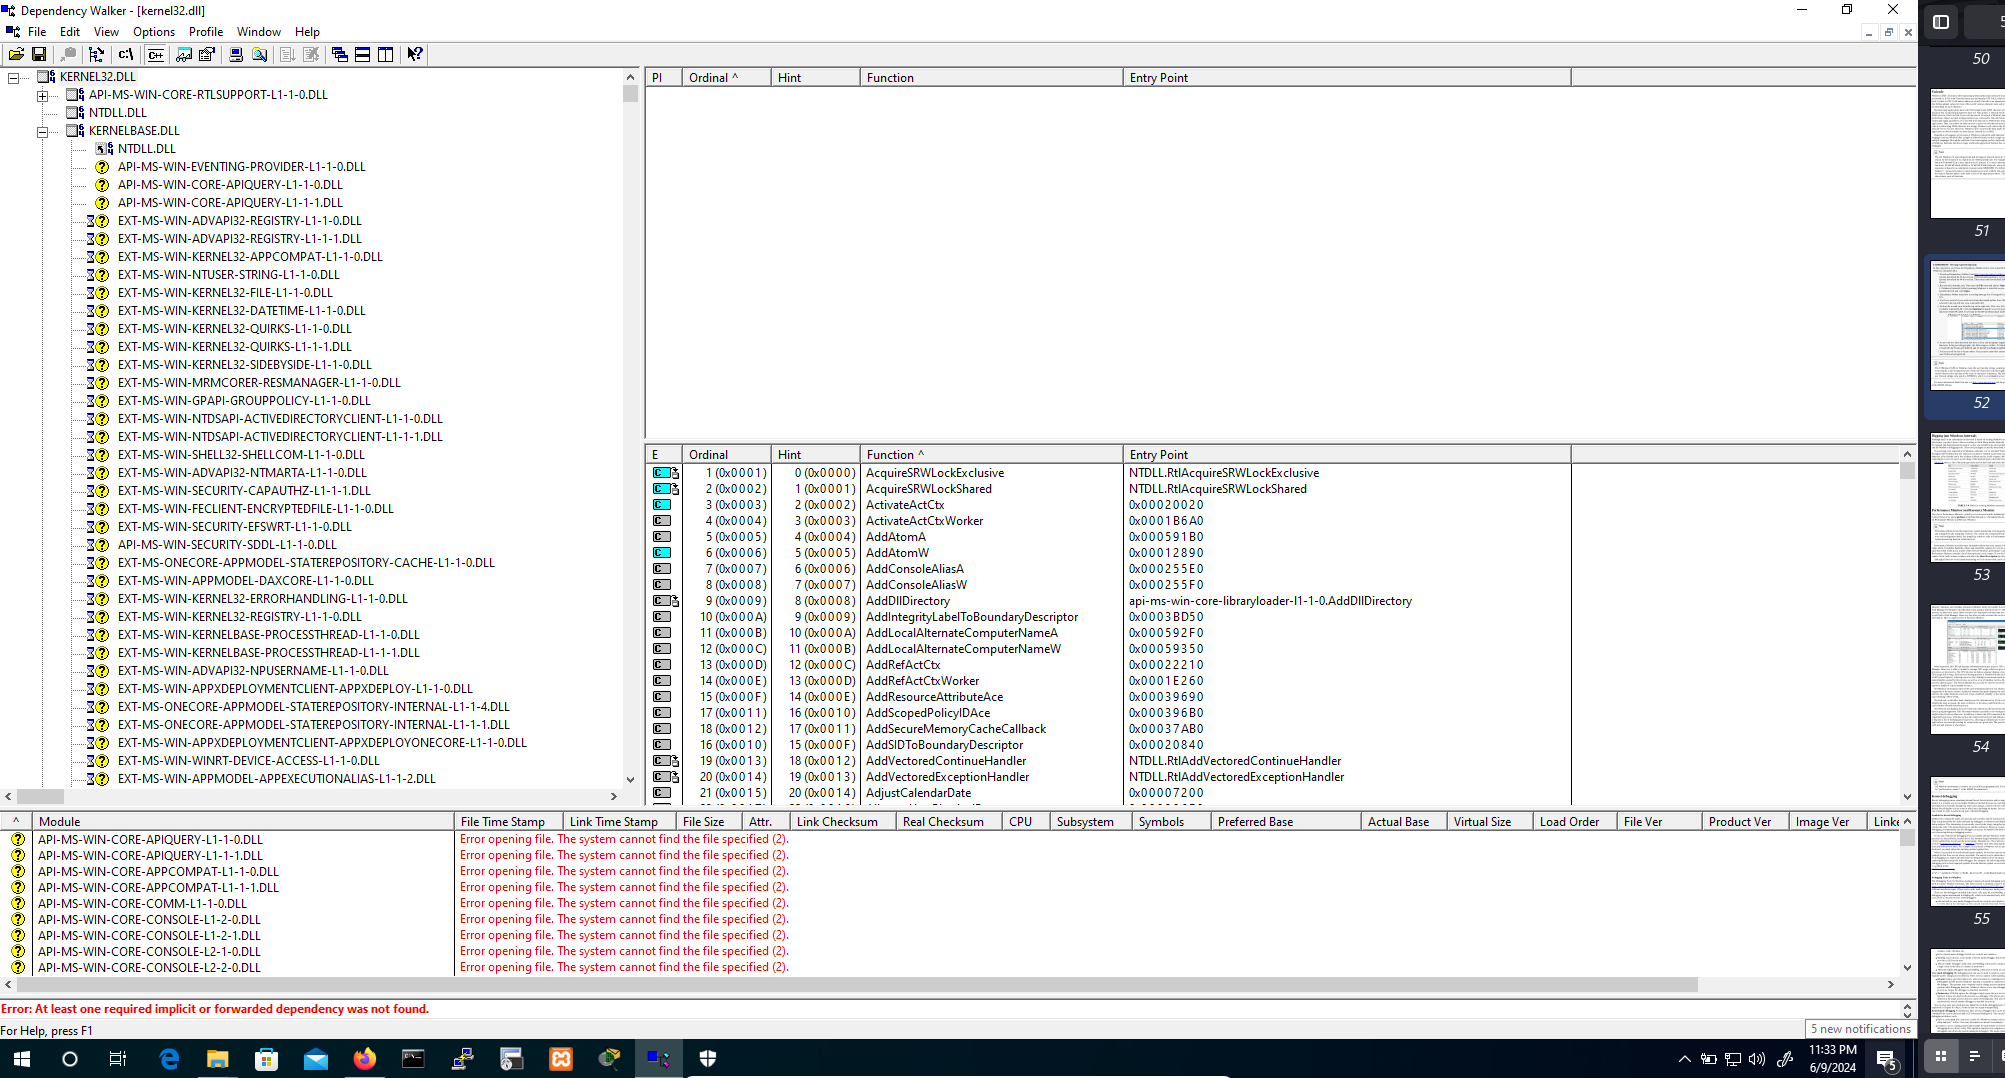 Dependency Walker - [kernel32.dll]
File Edit View Options Profile Window Help
KERNEL32.DLL
API-MS-WIN-CORE-RTLSUPPORT-L1-1-0.DLL
NTDLL.DLL
KERNELBASE.DLL
NTDLL.DLL
API-MS-WIN-EVENTING-PROVIDER-L1-1-0.DLL
API-MS-WIN-CORE-APIQUERY-L1-1-0.DLL
API-MS-WIN-CORE-APIQUERY-L1-1-1.DLL
EXT-MS-WIN-ADVAPI32-REGISTRY-L1-1-0.DLL
EXT-MS-WIN-ADVAPI32-REGISTRY-L1-1-1.DLL
EXT-MS-WIN-KERNEL32-APPCOMPAT-L1-1-0.DLL
EXT-MS-WIN-NTUSER-STRING-L1-1-0.DLL
EXT-MS-WIN-KERNEL32-FILE-L1-1-0.DLL
EXT-MS-WIN-KERNEL32-DATETIME-L1-1-0.DLL
EXT-MS-WIN-KERNEL32-QUIRKS-L1-1-0.DLL
EXT-MS-WIN-KERNEL32-QUIRKS-L1-1-1.DLL
EXT-MS-WIN-KERNEL32-SIDEBYSIDE-L1-1-0.DLL
EXT-MS-WIN-MRMCORER-RESMANAGER-L1-1-0.DLL
EXT-MS-WIN-GPAPI-GROUPPOLICY-L1-1-0.DLL
EXT-MS-WIN-NTDSAPI-ACTIVEDIRECTORYCLIENT-L1-1-0.DLL
EXT-MS-WIN-NTDSAPI-ACTIVEDIRECTORYCLIENT-L1-1-1.DLL
EXT-MS-WIN-SHELL32-SHELLCOM-L1-1-0.DLL
EXT-MS-WIN-ADVAPI32-NTMARTA-L1-1-0.DLL
EXT-MS-WIN-SECURITY-CAPAUTHZ-L1-1-1.DLL
EXT-MS-WIN-FECLIENT-ENCRYPTEDFILE-L1-1-0.DLL
EXT-MS-WIN-SECURITY-EFSWRT-L1-1-0.DLL
API-MS-WIN-SECURITY-SDDL-L1-1-0.DLL
EXT-MS-ONECORE-APPMODEL-STATEREPOSITORY-CACHE-L1-1-0.DLL
EXT-MS-WIN-APPMODEL-DAXCORE-L1-1-0.DLL
EXT-MS-WIN-KERNEL32-ERRORHANDLING-L1-1-0.DLL
EXT-MS-WIN-KERNEL32-REGISTRY-L1-1-0.DLL
EXT-MS-WIN-KERNELBASE-PROCESSTHREAD-L1-1-0.DLL
EXT-MS-WIN-KERNELBASE-PROCESSTHREAD-L1-1-1.DLL
EXT-MS-WIN-ADVAPI32-NPUSERNAME-L1-1-0.DLL
EXT-MS-WIN-APPXDEPLOYMENTCLIENT-APPXDEPLOY-L1-1-0.DLL
EXT-MS-ONECORE-APPMODEL-STATEREPOSITORY-INTERNAL-L1-1-4.DLL
EXT-MS-ONECORE-APPMODEL-STATEREPOSITORY-INTERNAL-L1-1-1.DLL
EXT-MS-WIN-APPXDEPLOYMENTCLIENT-APPXDEPLOYONECORE-L1-1-0.DLL
EXT-MS-WIN-WINRT-DEVICE-ACCESS-L1-1-0.DLL
EXT-MS-WIN-APPMODEL-APPEXECUTIONALIAS-L1-1-2.DLL
PI Ordinal ^ Hint Function Entry Point
E Ordinal Hint Function ^ Entry Point
C 1 (0x0001) 0 (0x0000) AcquireSRWLockExclusive NTDLL.RtlAcquireSRWLockExclusive
C 2 (0x0002) 1 (0x0001) AcquireSRWLockShared NTDLL.RtlAcquireSRWLockShared
C 3 (0x0003) 2 (0x0002) ActivateActCtx 0x00020020
C 4 (0x0004) 3 (0x0003) ActivateActCtxWorker 0x0001B6A0
C 5 (0x0005) 4 (0x0004) AddAtomA 0x000591B0
C 6 (0x0006) 5 (0x0005) AddAtomW 0x00012890
C 7 (0x0007) 6 (0x0006) AddConsoleAliasA 0x000255E0
C 8 (0x0008) 7 (0x0007) AddConsoleAliasW 0x000255F0
C 9 (0x0009) 8 (0x0008) AddDllDirectory api-ms-win-core-libraryloader-l1-1-0.AddDllDirectory
C 10 (0x000A) 9 (0x0009) AddIntegrityLabelToBoundaryDescriptor 0x0003BD50
C 11 (0x000B) 10 (0x000A) AddLocalAlternateComputerNameA 0x000592F0
C 12 (0x000C) 11 (0x000B) AddLocalAlternateComputerNameW 0x00059350
C 13 (0x000D) 12 (0x000C) AddRefActCtx 0x00022210
C 14 (0x000E) 13 (0x000D) AddRefActCtxWorker 0x0001E260
C 15 (0x000F) 14 (0x000E) AddResourceAttributeAce 0x00039690
C 17 (0x0011) 16 (0x0010) AddScopedPolicyIDAce 0x000396B0
C 18 (0x0012) 17 (0x0011) AddSecureMemoryCacheCallback 0x00037AB0
C 16 (0x0010) 15 (0x000F) AddSIDToBoundaryDescriptor 0x00020840
C 19 (0x0013) 18 (0x0012) AddVectoredContinueHandler NTDLL.RtlAddVectoredContinueHandler
C 20 (0x0014) 19 (0x0013) AddVectoredExceptionHandler NTDLL.RtlAddVectoredExceptionHandler
C 21 (0x0015) 20 (0x0014) AdjustCalendarDate 0x00007200
^ Module File Time Stamp Link Time Stamp File Size Attr. Link Checksum Real Checksum CPU Subsystem Symbols Preferred Base Actual Base Virtual Size Load Order File Ver Product Ver Image Ver Linke
API-MS-WIN-CORE-APIQUERY-L1-1-0.DLL Error opening file. The system cannot find the file specified (2).
API-MS-WIN-CORE-APIQUERY-L1-1-1.DLL Error opening file. The system cannot find the file specified (2).
API-MS-WIN-CORE-APPCOMPAT-L1-1-0.DLL Error opening file. The system cannot find the file specified (2).
API-MS-WIN-CORE-APPCOMPAT-L1-1-1.DLL Error opening file. The system cannot find the file specified (2).
API-MS-WIN-CORE-COMM-L1-1-0.DLL Error opening file. The system cannot find the file specified (2).
API-MS-WIN-CORE-CONSOLE-L1-2-0.DLL Error opening file. The system cannot find the file specified (2).
API-MS-WIN-CORE-CONSOLE-L1-2-1.DLL Error opening file. The system cannot find the file specified (2).
API-MS-WIN-CORE-CONSOLE-L2-1-0.DLL Error opening file. The system cannot find the file specified (2).
API-MS-WIN-CORE-CONSOLE-L2-2-0.DLL Error opening file. The system cannot find the file specified (2).
Error: At least one required implicit or forwarded dependency was not found.
For Help, press F1
5 new notifications
11:33 PM
6/9/2024
5
50
51
52
53
54
55